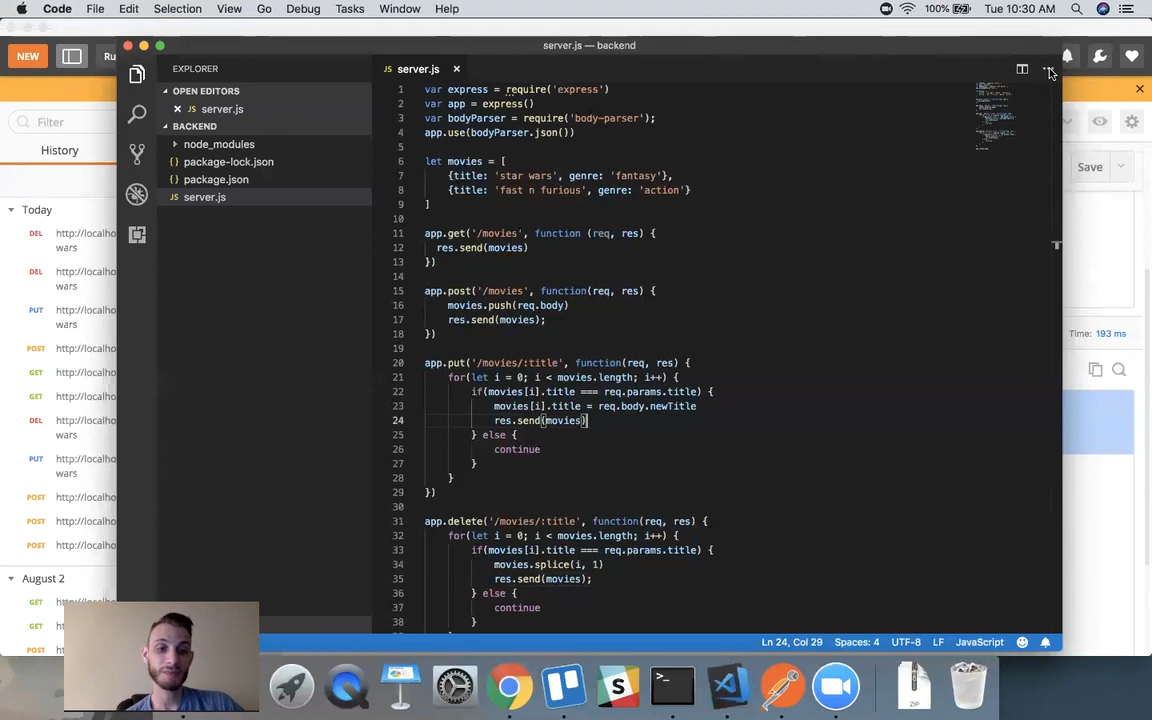 Code File Edit Selection View Go Debug Tasks Window Help 100% Tue 10:30 AM
server.js — backend
NEW
Ru
Filter
History
Today
DEL http://localho
wars
DEL http://localho
wars
PUT http://localho
wars
POST http://localho
GET http://localho
GET http://localho
DEL http://localho
wars
PUT http://localho
wars
POST http://localho
POST http://localho
POST http://localho
August 2
GET http://localho
GET http://localho
POST http://localho
EXPLORER
OPEN EDITORS
JS server.js
BACKEND
node_modules
{} package-lock.json
{} package.json
JS server.js
JS server.js
1 var express = require('express')
2 var app = express()
3 var bodyParser = require('body-parser');
4 app.use(bodyParser.json())
5
6 let movies = [
7 {title: 'star wars', genre: 'fantasy'},
8 {title: 'fast n furious', genre: 'action'}
9 ]
10
11 app.get('/movies', function (req, res) {
12 res.send(movies)
13 })
14
15 app.post('/movies', function(req, res) {
16 movies.push(req.body)
17 res.send(movies);
18 })
19
20 app.put('/movies/:title', function(req, res) {
21 for(let i = 0; i < movies.length; i++) {
22 if(movies[i].title === req.params.title) {
23 movies[i].title = req.body.newTitle
24 res.send(movies)
25 } else {
26 continue
27 }
28 }
29 })
30
31 app.delete('/movies/:title', function(req, res) {
32 for(let i = 0; i < movies.length; i++) {
33 if(movies[i].title === req.params.title) {
34 movies.splice(i, 1)
35 res.send(movies);
36 } else {
37 continue
38 }
Save
Time: 193 ms
Ln 24, Col 29 Spaces: 4 UTF-8 LF JavaScript
S
>_
ZIP